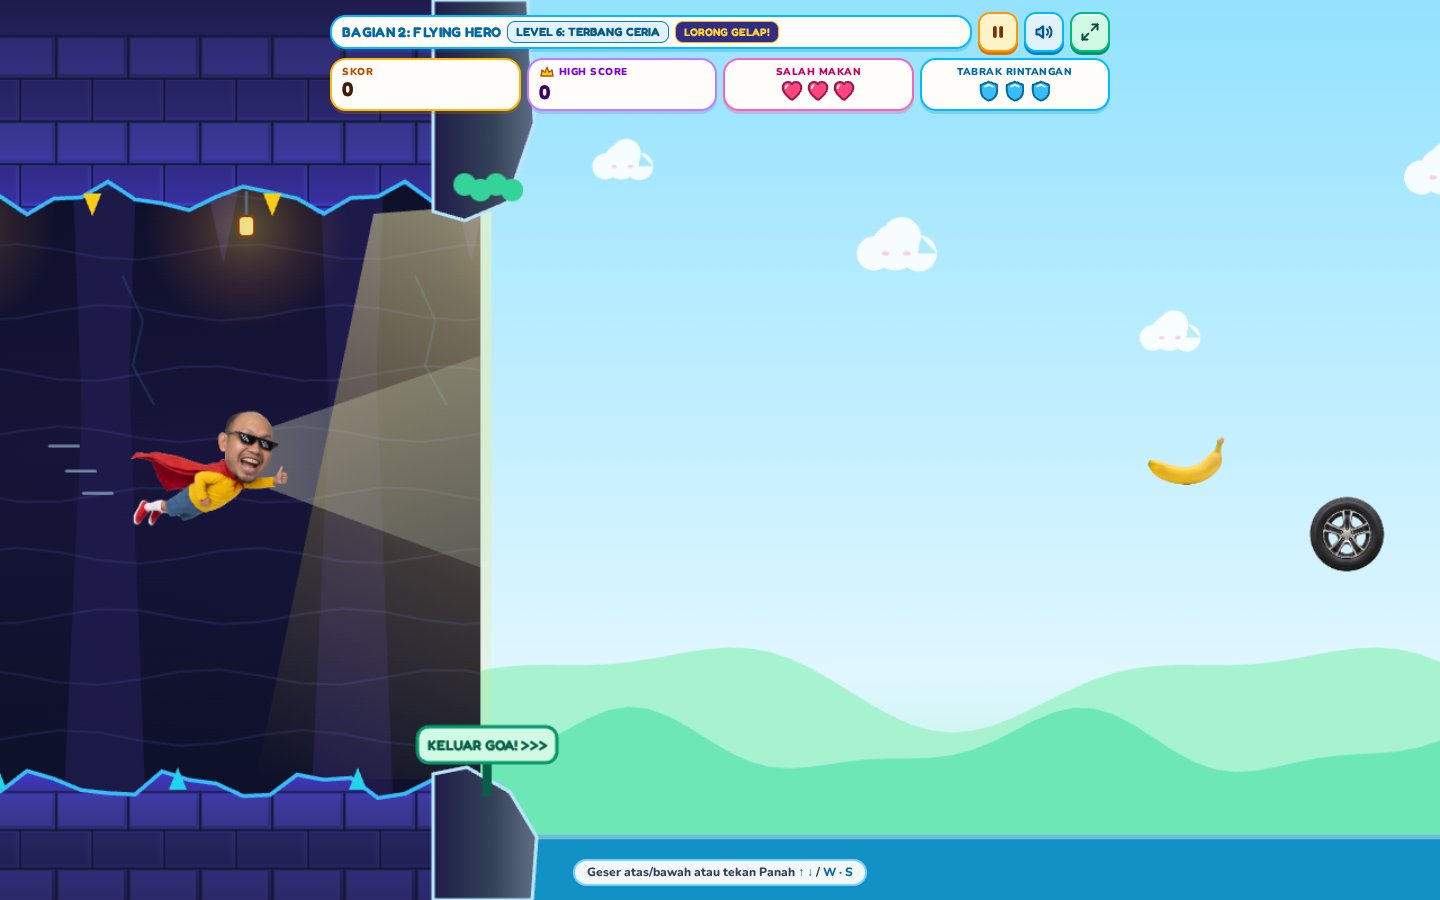 BAGIAN 2: FLYING HERO LEVEL 6: TERBANG CERIA LORONG GELAP!
SKOR
0
HIGH SCORE
0
SALAH MAKAN
TABRAK RINTANGAN
KELUAR GOA! >>>
Geser atas/bawah atau tekan Panah ↑ ↓ / W · S